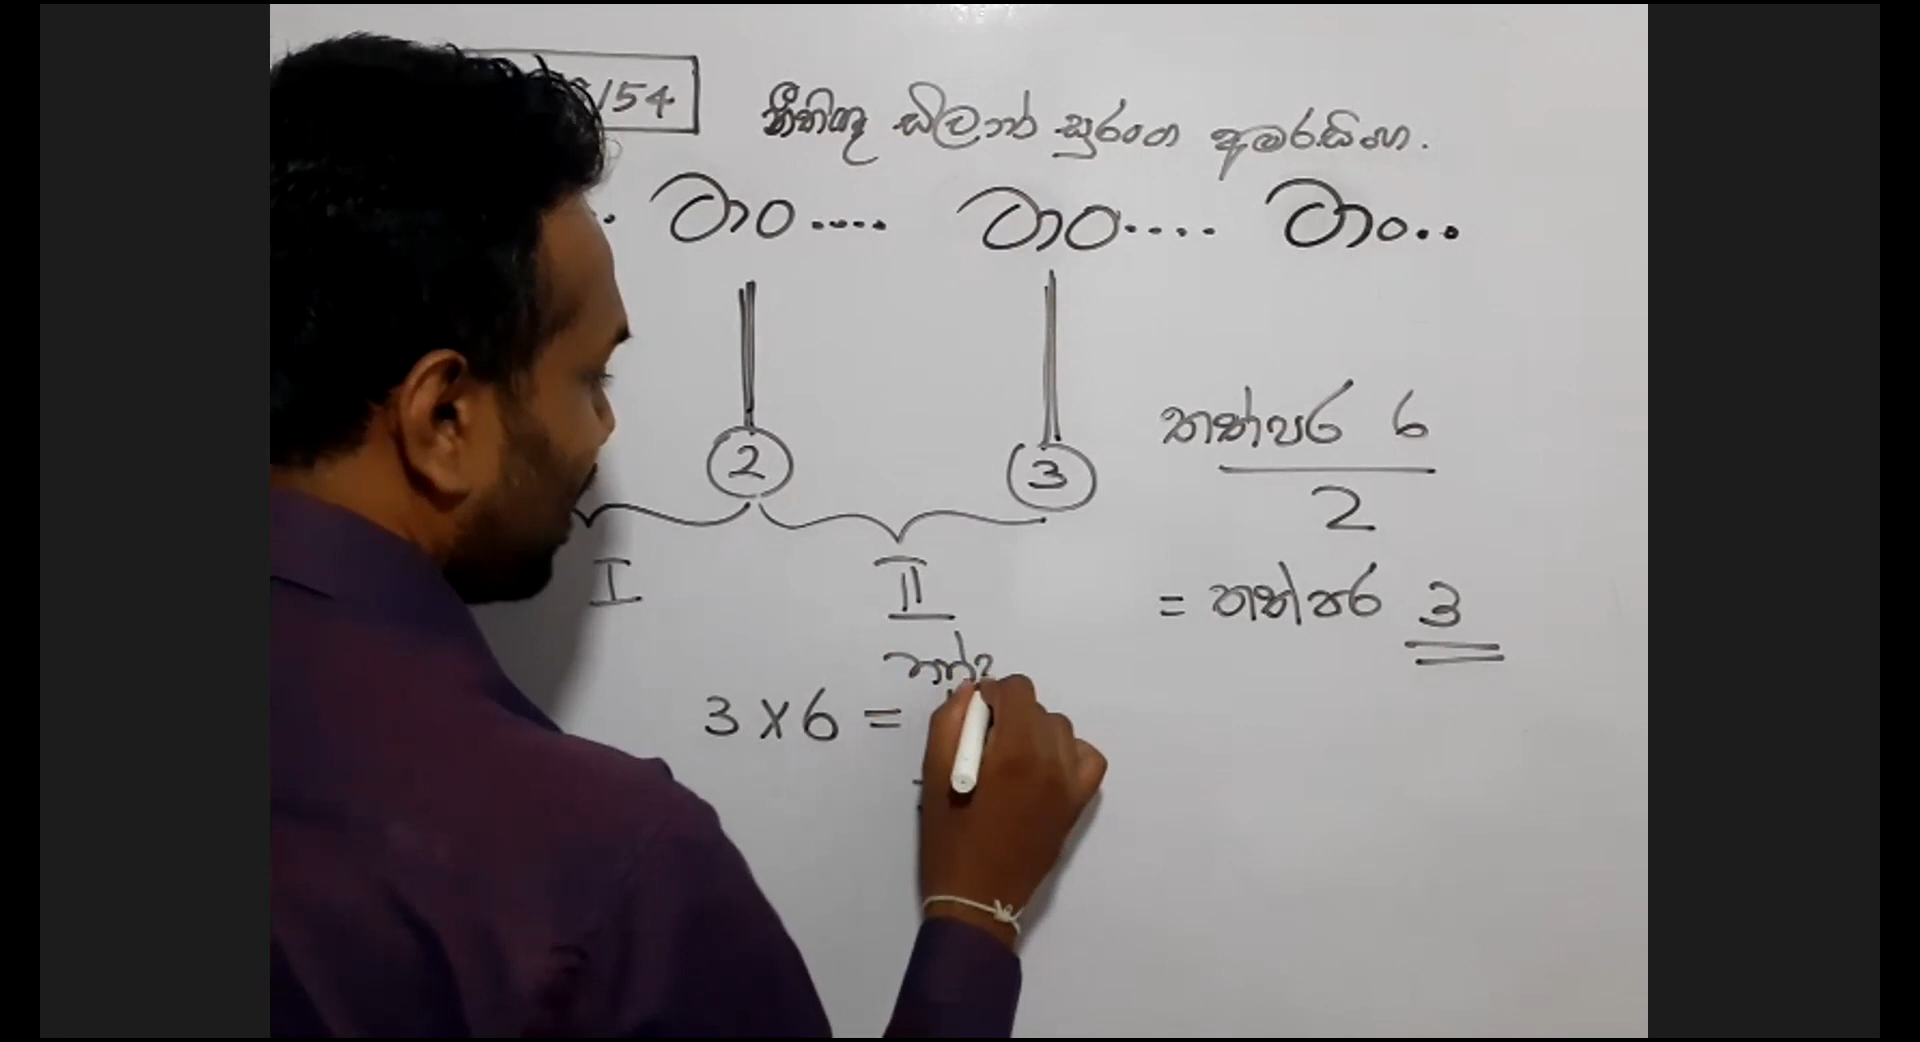 /54
නීතිඥ ඩිලාන් සුරංග අමරසිංහ.
. ටාං.... ටාං.... ටාං..
2 3
තත්පර 6
2
I II
= තත්පර 3
3 x 6 =